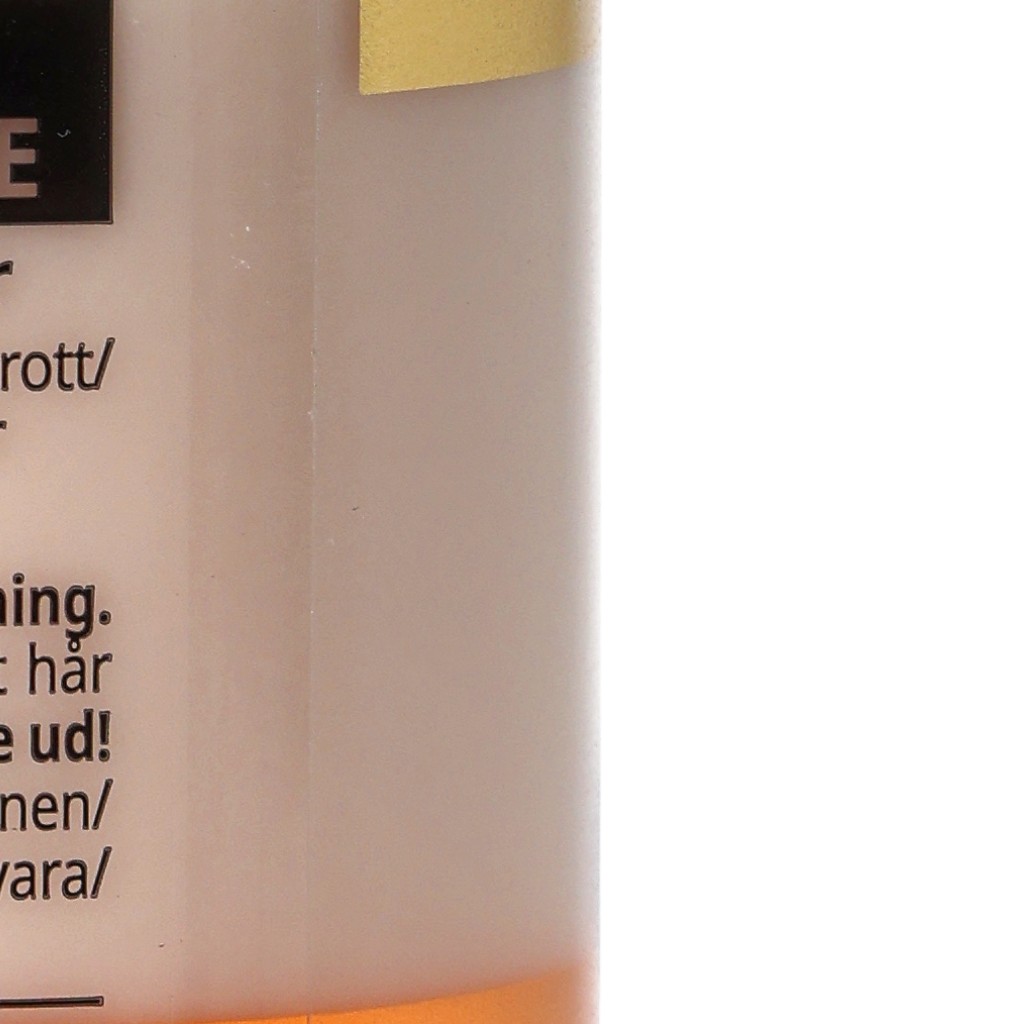 E
r
rott/
r
ning.
t hår
e ud!
nen/
vara/